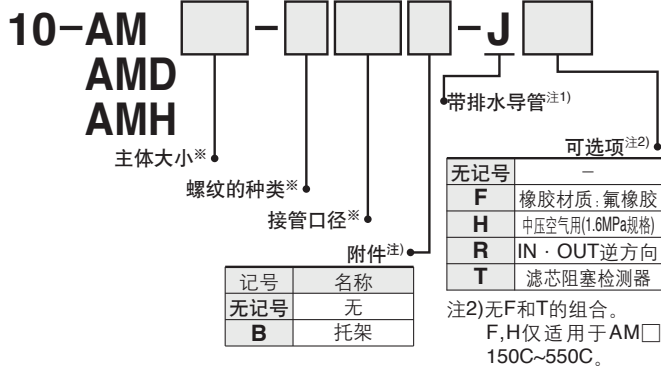 10-AM□-□□□-J□
AMD
AMH
带排水导管注1)
主体大小※
可选项注2)
螺纹的种类※
接管口径※
附件注)
记号 名称
无记号 无
B 托架
无记号 −
F 橡胶材质:氟橡胶
H 中压空气用(1.6MPa规格)
R IN · OUT逆方向
T 滤芯阻塞检测器
注2)无F和T的组合。
F,H仅适用于AM□
150C~550C。